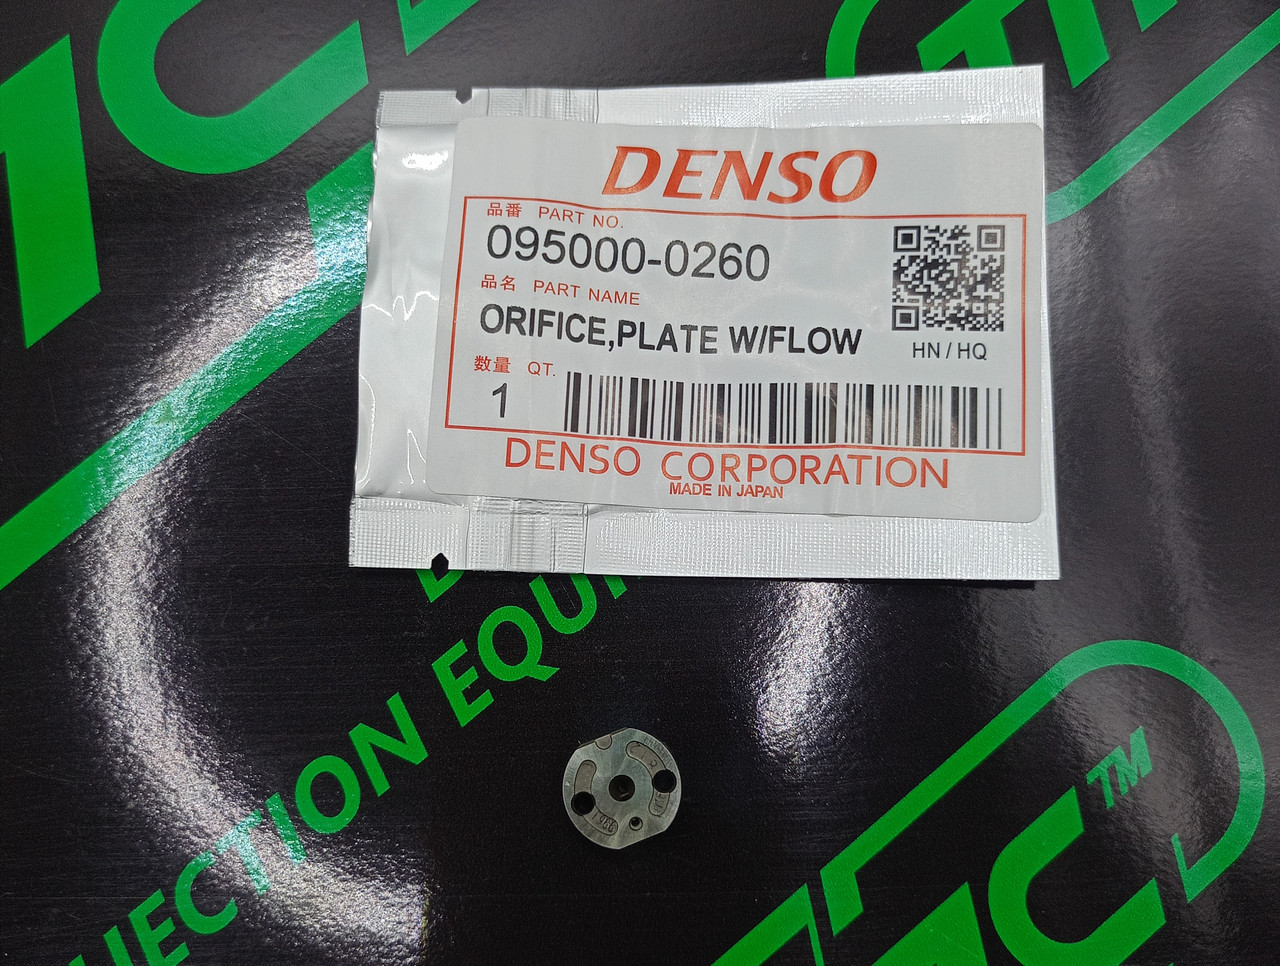 DENSO
品番 PART NO.
095000-0260
品名 PART NAME
ORIFICE,PLATE W/FLOW
HN / HQ
数量 QT.
1
DENSO CORPORATION
MADE IN JAPAN
TM